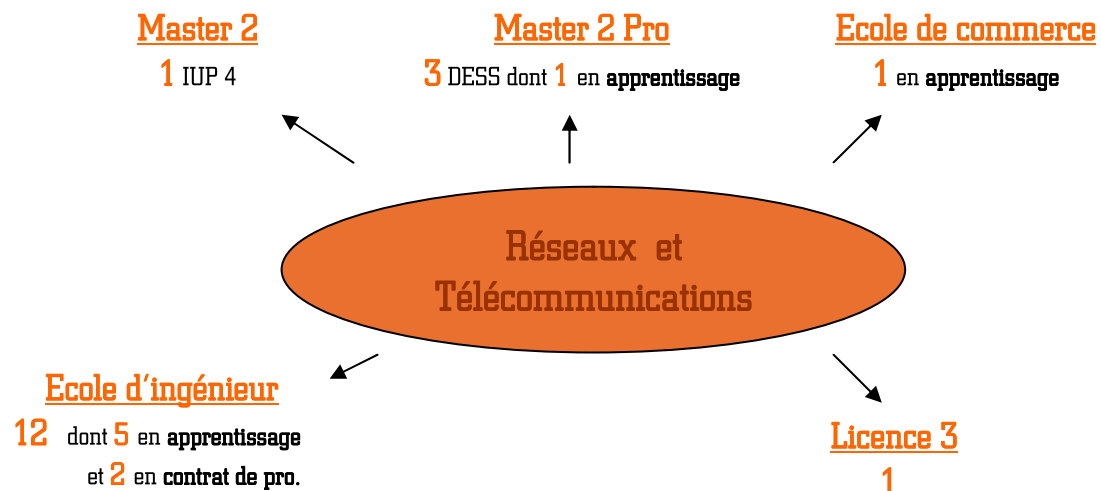 Master 2
1 IUP 4
Master 2 Pro
3 DESS dont 1 en apprentissage
Ecole de commerce
1 en apprentissage
Réseaux et
Télécommunications
Ecole d'ingénieur
12 dont 5 en apprentissage
et 2 en contrat de pro.
Licence 3
1